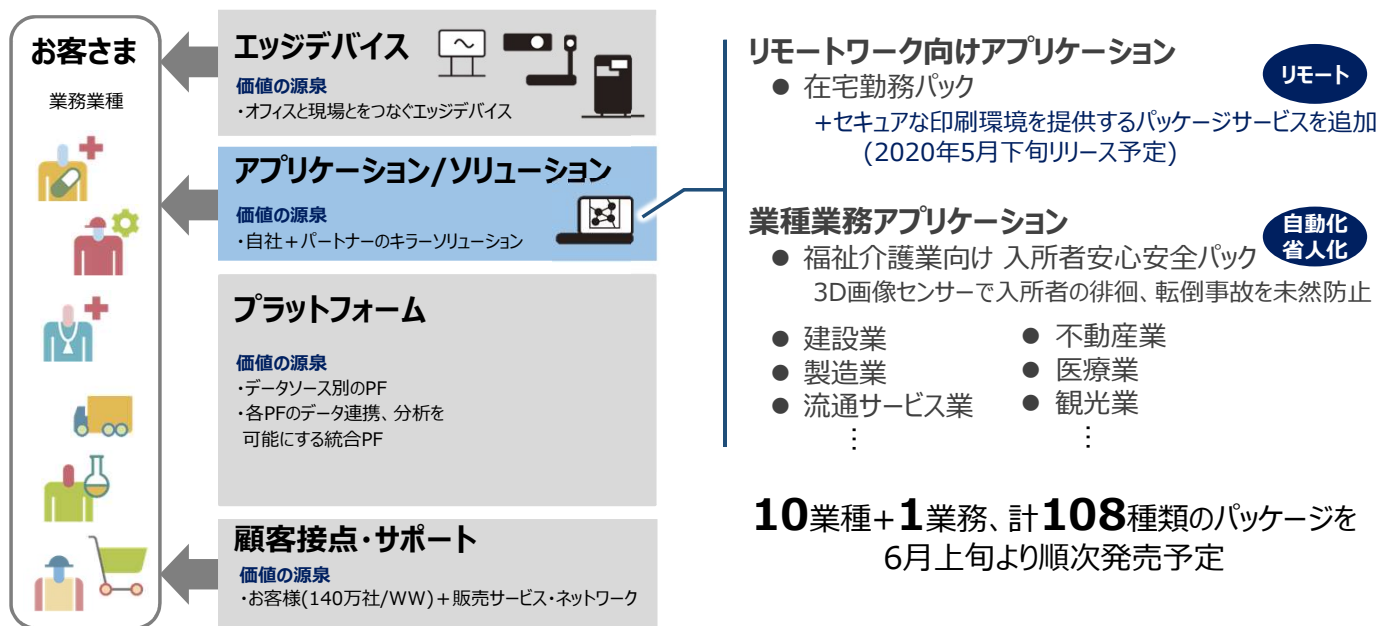 お客さま
業務業種
エッジデバイス
価値の源泉
・オフィスと現場とをつなぐエッジデバイス
アプリケーション/ソリューション
価値の源泉
・自社＋パートナーのキラーソリューション
プラットフォーム
価値の源泉
・データソース別のPF
・各PFのデータ連携、分析を
可能にする統合PF
顧客接点・サポート
価値の源泉
・お客様(140万社/WW)＋販売サービス・ネットワーク
リモートワーク向けアプリケーション
リモート
● 在宅勤務パック
＋セキュアな印刷環境を提供するパッケージサービスを追加
(2020年5月下旬リリース予定)
業種業務アプリケーション
自動化
省人化
● 福祉介護業向け 入所者安心安全パック
3D画像センサーで入所者の徘徊、転倒事故を未然防止
● 建設業
● 製造業
● 流通サービス業
⋮
● 不動産業
● 医療業
● 観光業
⋮
10業種+1業務、計108種類のパッケージを
6月上旬より順次発売予定